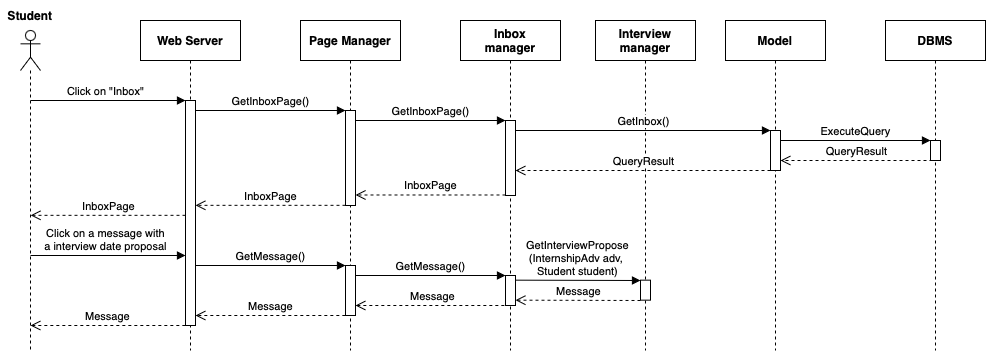 Student
Web Server
Page Manager
Inbox
manager
Interview
manager
Model
DBMS
Click on "Inbox"
GetInboxPage()
GetInboxPage()
GetInbox()
ExecuteQuery
QueryResult
QueryResult
InboxPage
InboxPage
InboxPage
Click on a message with
a interview date proposal
GetMessage()
GetMessage()
GetInterviewPropose
(InternshipAdv adv,
Student student)
Message
Message
Message
Message